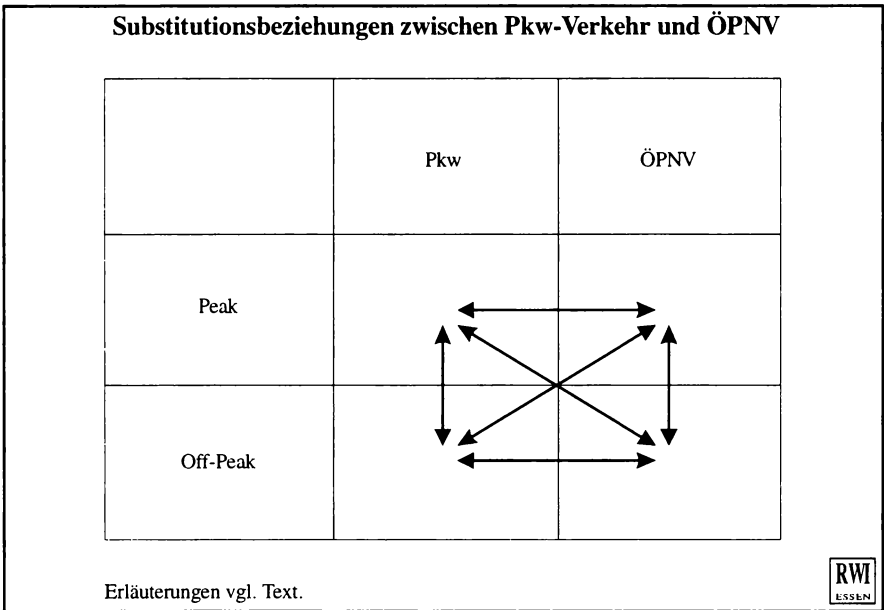 Substitutionsbeziehungen zwischen Pkw-Verkehr und ÖPNV
Pkw
ÖPNV
Peak
Off-Peak
Erläuterungen vgl. Text.
RWI
ESSEN